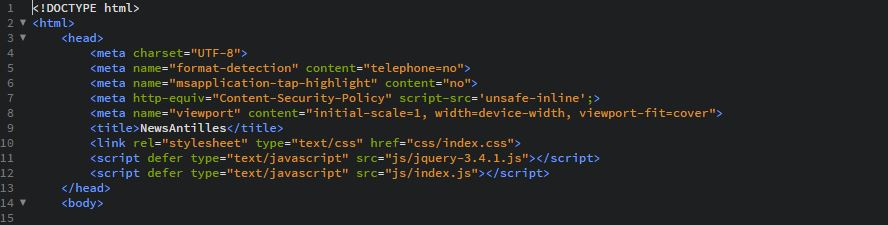 1 <!DOCTYPE html>
2 ▼ <html>
3 ▼ <head>
4 <meta charset="UTF-8">
5 <meta name="format-detection" content="telephone=no">
6 <meta name="msapplication-tap-highlight" content="no">
7 <meta http-equiv="Content-Security-Policy" script-src='unsafe-inline';>
8 <meta name="viewport" content="initial-scale=1, width=device-width, viewport-fit=cover">
9 <title>NewsAntilles</title>
10 <link rel="stylesheet" type="text/css" href="css/index.css">
11 <script defer type="text/javascript" src="js/jquery-3.4.1.js"></script>
12 <script defer type="text/javascript" src="js/index.js"></script>
13 </head>
14 ▼ <body>
15